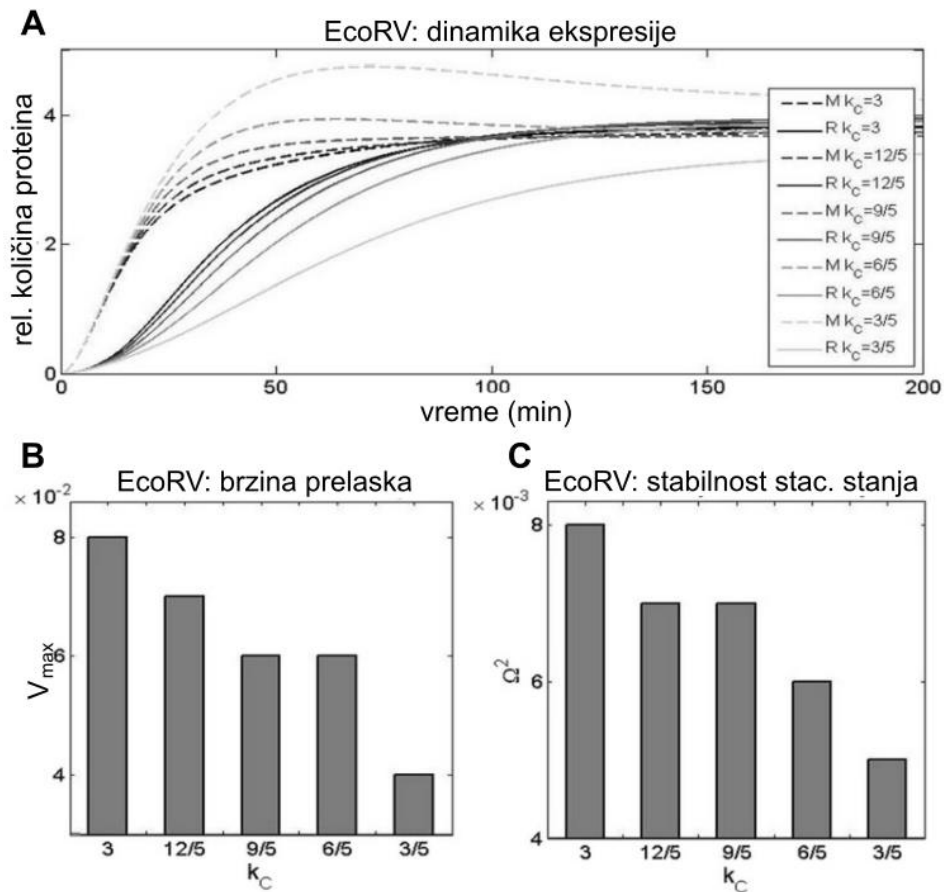 A
EcoRV: dinamika ekspresije
rel. količina proteina
4
2
0
0
50
100
150
200
vreme (min)
M k_C=3
R k_C=3
M k_C=12/5
R k_C=12/5
M k_C=9/5
R k_C=9/5
M k_C=6/5
R k_C=6/5
M k_C=3/5
R k_C=3/5
B
EcoRV: brzina prelaska
× 10⁻²
V_max
8
6
4
3
12/5
9/5
6/5
3/5
k_C
C
EcoRV: stabilnost stac. stanja
× 10⁻³
Ω²
8
6
4
3
12/5
9/5
6/5
3/5
k_C